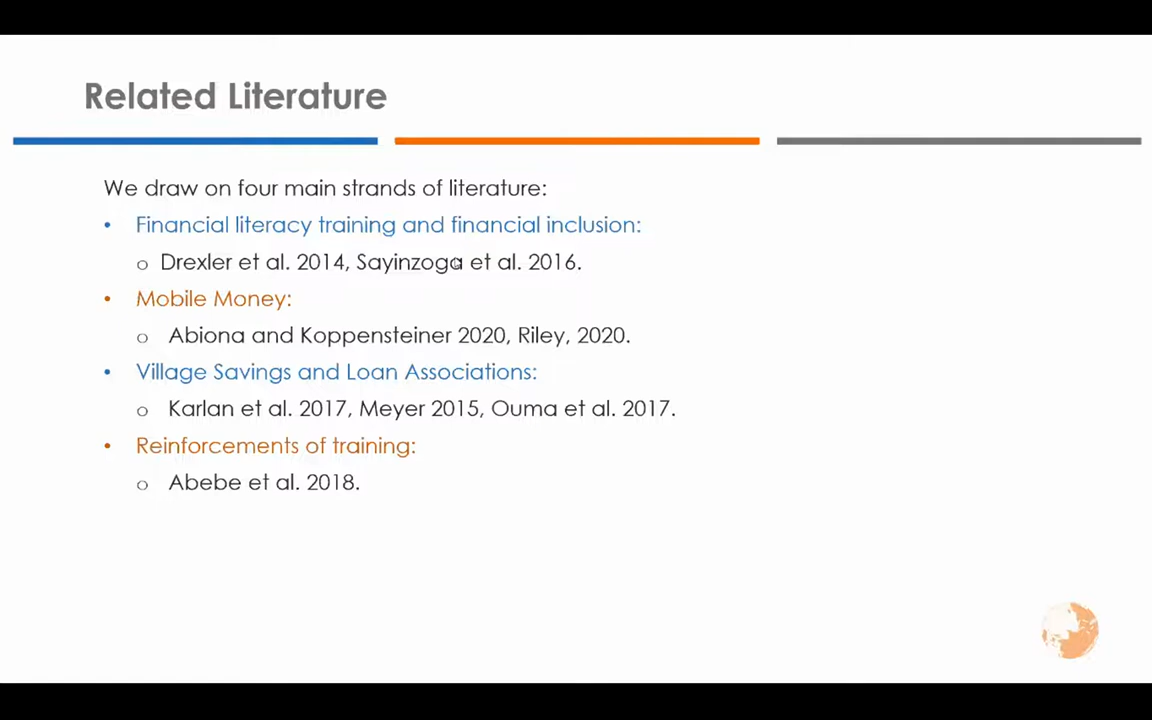 Related Literature
We draw on four main strands of literature:
• Financial literacy training and financial inclusion:
o Drexler et al. 2014, Sayinzoga et al. 2016.
• Mobile Money:
o Abiona and Koppensteiner 2020, Riley, 2020.
• Village Savings and Loan Associations:
o Karlan et al. 2017, Meyer 2015, Ouma et al. 2017.
• Reinforcements of training:
o Abebe et al. 2018.